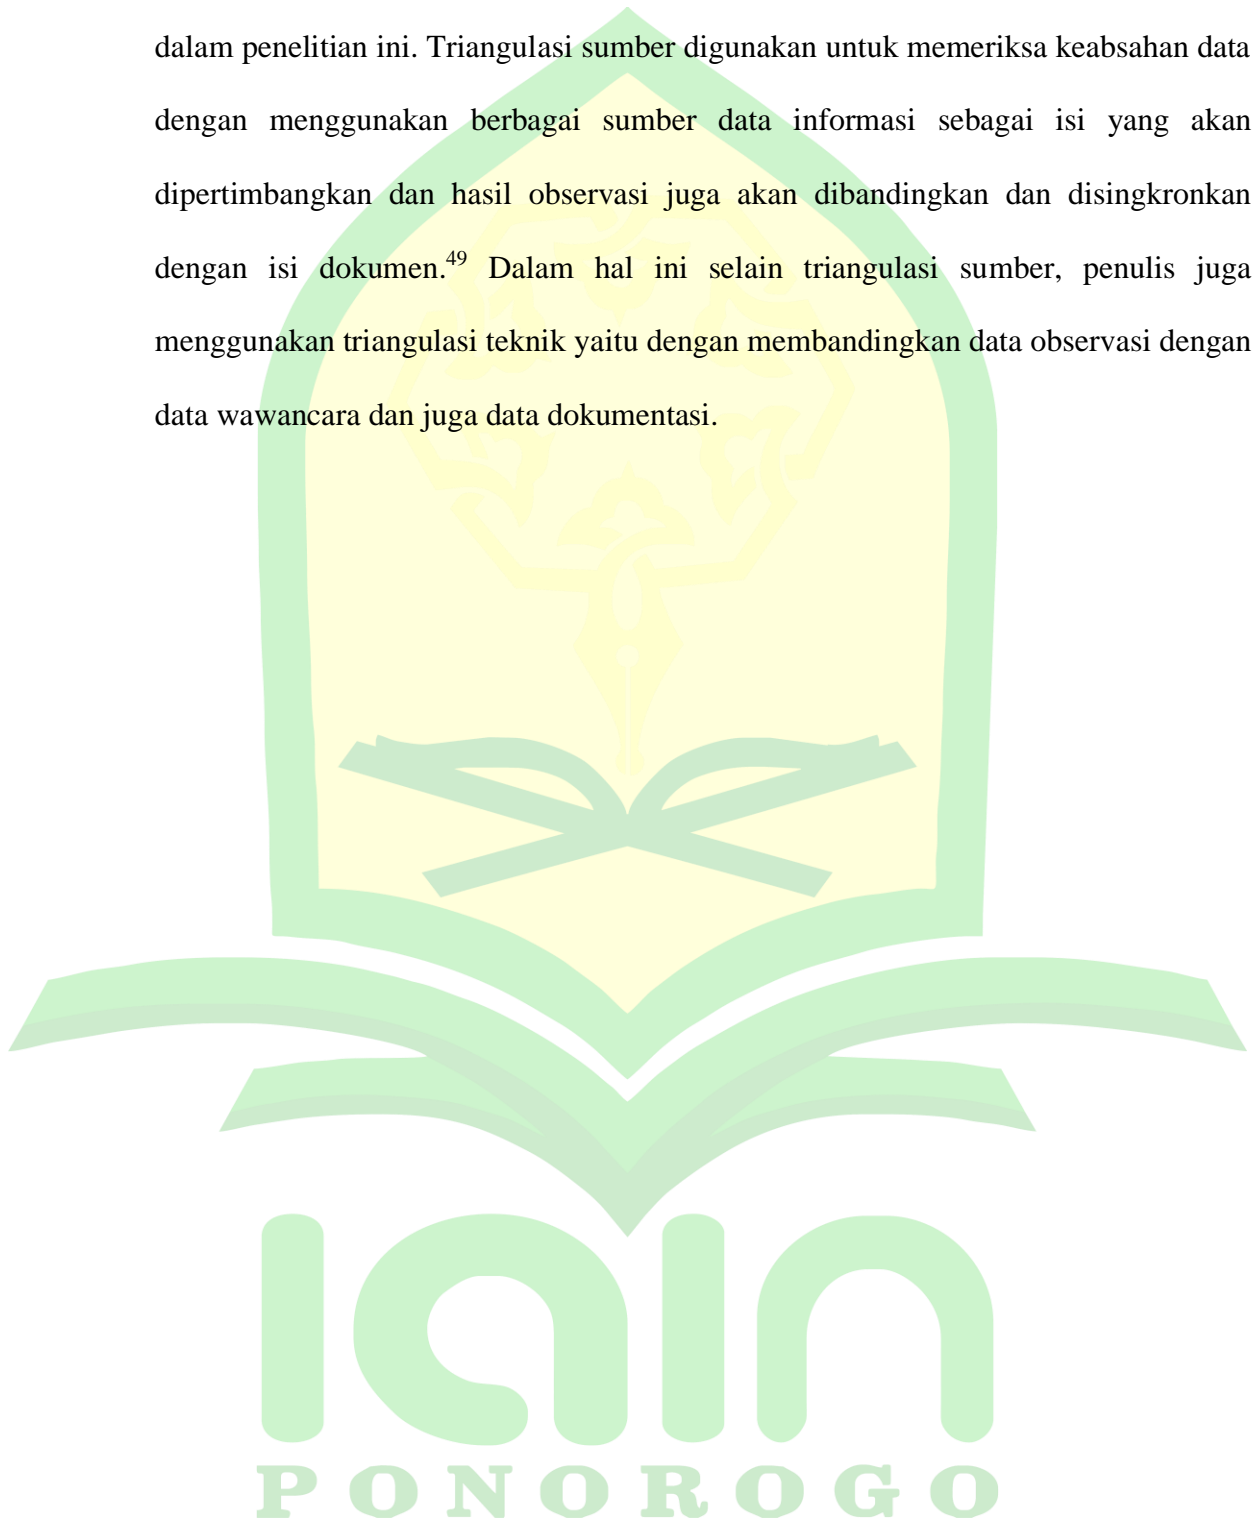 dalam penelitian ini. Triangulasi sumber digunakan untuk memeriksa keabsahan data
dengan menggunakan berbagai sumber data informasi sebagai isi yang akan
dipertimbangkan dan hasil observasi juga akan dibandingkan dan disingkronkan
dengan isi dokumen.49 Dalam hal ini selain triangulasi sumber, penulis juga
menggunakan triangulasi teknik yaitu dengan membandingkan data observasi dengan
data wawancara dan juga data dokumentasi.
iain
PONOROGO